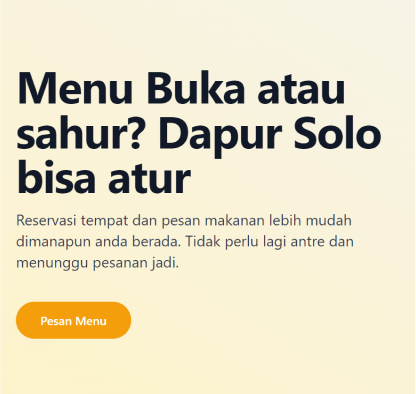 Menu Buka atau
sahur? Dapur Solo
bisa atur
Reservasi tempat dan pesan makanan lebih mudah
dimanapun anda berada. Tidak perlu lagi antre dan
menunggu pesanan jadi.
Pesan Menu